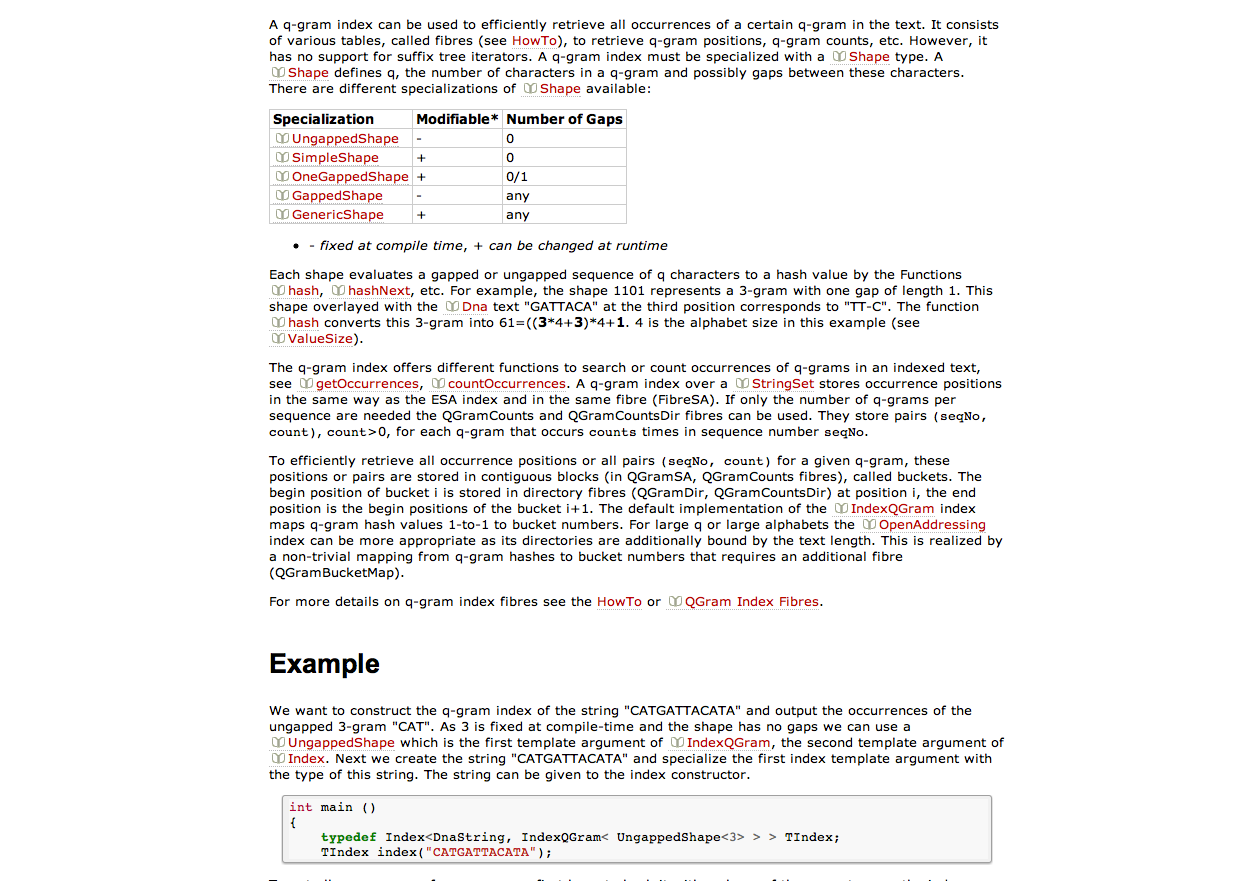 A q-gram index can be used to efficiently retrieve all occurrences of a certain q-gram in the text. It consists
of various tables, called fibres (see HowTo), to retrieve q-gram positions, q-gram counts, etc. However, it
has no support for suffix tree iterators. A q-gram index must be specialized with a Shape type. A
Shape defines q, the number of characters in a q-gram and possibly gaps between these characters.
There are different specializations of Shape available:
Specialization Modifiable* Number of Gaps
UngappedShape - 0
SimpleShape + 0
OneGappedShape + 0/1
GappedShape - any
GenericShape + any
• - fixed at compile time, + can be changed at runtime
Each shape evaluates a gapped or ungapped sequence of q characters to a hash value by the Functions
hash, hashNext, etc. For example, the shape 1101 represents a 3-gram with one gap of length 1. This
shape overlayed with the Dna text "GATTACA" at the third position corresponds to "TT-C". The function
hash converts this 3-gram into 61=((3*4+3)*4+1. 4 is the alphabet size in this example (see
ValueSize).
The q-gram index offers different functions to search or count occurrences of q-grams in an indexed text,
see getOccurrences, countOccurrences. A q-gram index over a StringSet stores occurrence positions
in the same way as the ESA index and in the same fibre (FibreSA). If only the number of q-grams per
sequence are needed the QGramCounts and QGramCountsDir fibres can be used. They store pairs (seqNo,
count), count>0, for each q-gram that occurs counts times in sequence number seqNo.
To efficiently retrieve all occurrence positions or all pairs (seqNo, count) for a given q-gram, these
positions or pairs are stored in contiguous blocks (in QGramSA, QGramCounts fibres), called buckets. The
begin position of bucket i is stored in directory fibres (QGramDir, QGramCountsDir) at position i, the end
position is the begin positions of the bucket i+1. The default implementation of the IndexQGram index
maps q-gram hash values 1-to-1 to bucket numbers. For large q or large alphabets the OpenAddressing
index can be more appropriate as its directories are additionally bound by the text length. This is realized by
a non-trivial mapping from q-gram hashes to bucket numbers that requires an additional fibre
(QGramBucketMap).
For more details on q-gram index fibres see the HowTo or QGram Index Fibres.
Example
We want to construct the q-gram index of the string "CATGATTACATA" and output the occurrences of the
ungapped 3-gram "CAT". As 3 is fixed at compile-time and the shape has no gaps we can use a
UngappedShape which is the first template argument of IndexQGram, the second template argument of
Index. Next we create the string "CATGATTACATA" and specialize the first index template argument with
the type of this string. The string can be given to the index constructor.
int main ()
{
typedef Index<DnaString, IndexQGram< UngappedShape<3> > > TIndex;
TIndex index("CATGATTACATA");